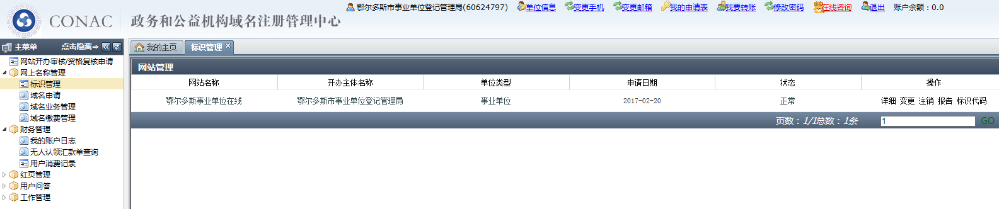 鄂尔多斯市事业单位登记管理局(60624797) 单位信息 变更手机 变更邮箱 我的申请表 我要转账 修改密码 在线咨询 退出 账户余额：0.0
CONAC 政务和公益机构域名注册管理中心
主菜单 点击隐藏⇒
网站开办审核/资格复核申请
网上名称管理
标识管理
域名申请
域名业务管理
域名缴费管理
财务管理
我的账户日志
无人认领汇款单查询
用户消费记录
红页管理
用户问答
工作管理
我的主页 标识管理
网站管理
网站名称 开办主体名称 单位类型 申请日期 状态 操作
鄂尔多斯事业单位在线 鄂尔多斯市事业单位登记管理局 事业单位 2017-02-20 正常 详细 变更 注销 报告 标识代码
页数：1/1总数：1条 1 GO